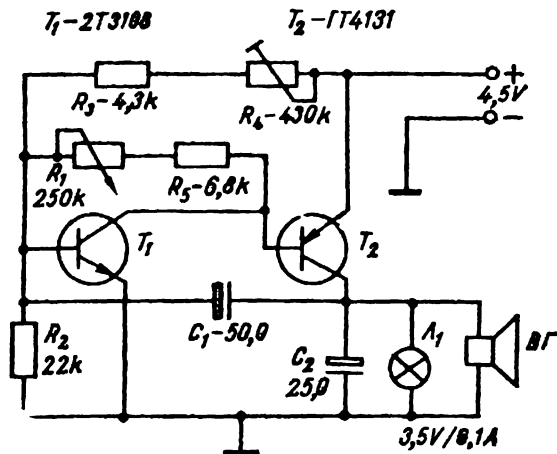 T₁-2T3168
T₂-ГТ4131
R₃-4,3k
R₄-430k
4,5V
+
−
R₁
250k
R₅-6,8k
T₁
T₂
C₁-50,0
R₂
22k
C₂
25,0
Л₁
ВГ
3,5V/0,1A